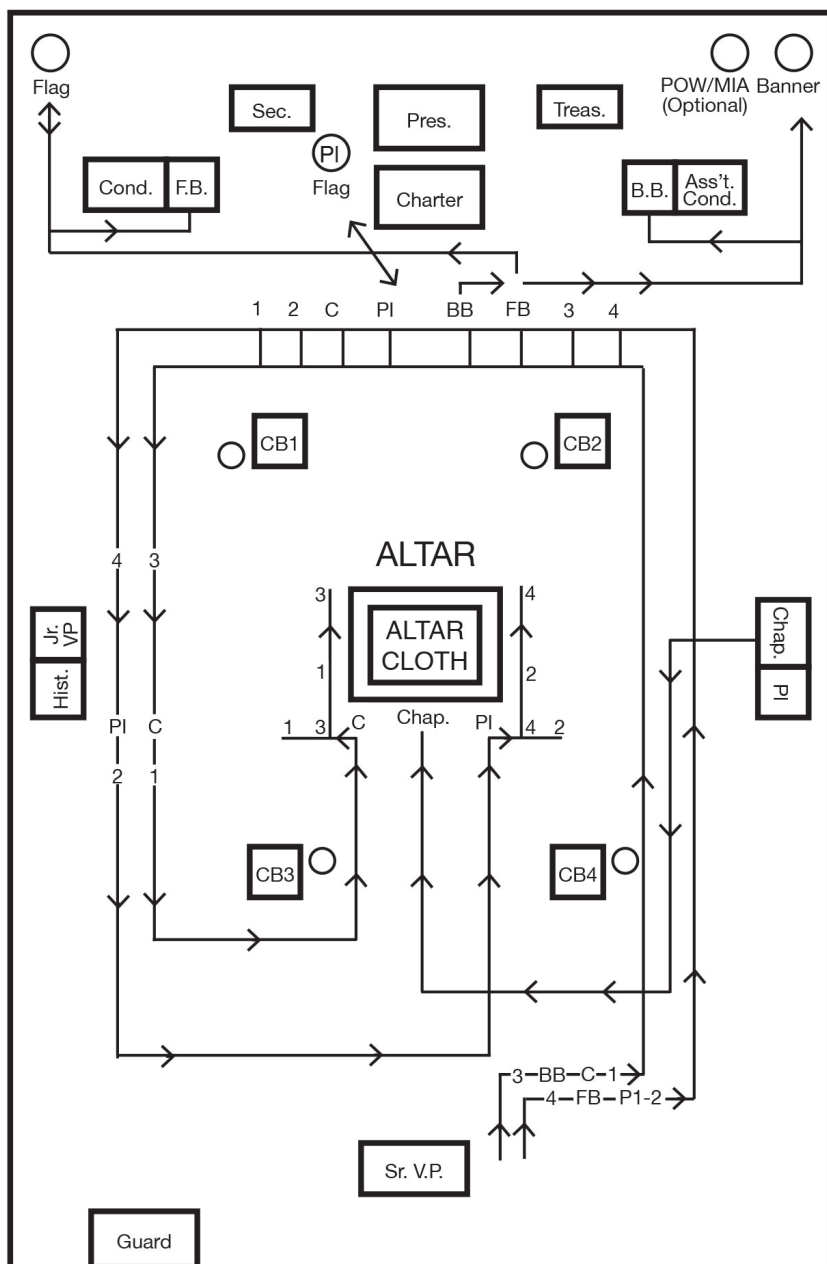 Flag
POW/MIA
(Optional)
Banner
Sec.
Pres.
Treas.
PI
Flag
Cond.
F.B.
Charter
B.B.
Ass't.
Cond.
1 2 C PI BB FB 3 4
CB1
CB2
4 3
ALTAR
3
4
ALTAR
CLOTH
Jr.
VP
Hist.
Chap.
PI
1
2
PI C
1 3 C
Chap.
PI
4 2
2 1
CB3
CB4
3-BB-C-1
4-FB-P1-2
Sr. V.P.
Guard